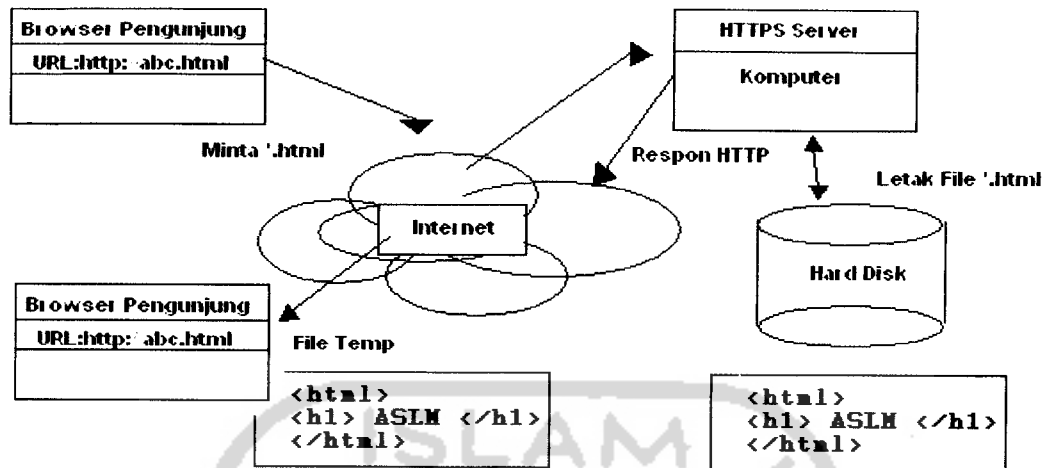 Browser Pengunjung
URL:http: abc.html
HTTPS Server
Komputer
Minta '.html
Respon HTTP
Letak File '.html
Internet
Hard Disk
Browser Pengunjung
URL:http: abc.html
File Temp
<html>
<h1> ASLM </h1>
</html>
<html>
<h1> ASLM </h1>
</html>
ISLAM